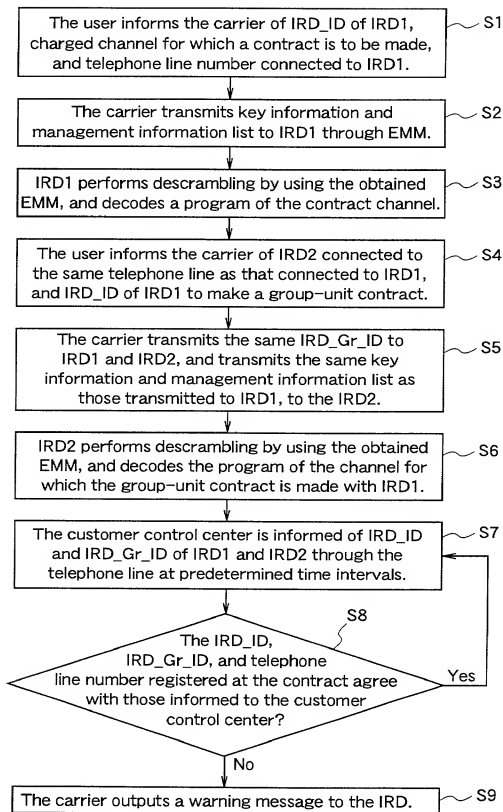 The user informs the carrier of IRD_ID of IRD1,
charged channel for which a contract is to be made,
and telephone line number connected to IRD1.
S1
The carrier transmits key information and
management information list to IRD1 through EMM.
S2
IRD1 performs descrambling by using the obtained
EMM, and decodes a program of the contract channel.
S3
The user informs the carrier of IRD2 connected to
the same telephone line as that connected to IRD1,
and IRD_ID of IRD1 to make a group-unit contract.
S4
The carrier transmits the same IRD_Gr_ID to
IRD1 and IRD2, and transmits the same key
information and management information list as
those transmitted to IRD1, to the IRD2.
S5
IRD2 performs descrambling by using the obtained
EMM, and decodes the program of the channel for
which the group-unit contract is made with IRD1.
S6
The customer control center is informed of IRD_ID
and IRD_Gr_ID of IRD1 and IRD2 through the
telephone line at predetermined time intervals.
S7
The IRD_ID,
IRD_Gr_ID, and telephone
line number registered at the contract agree
with those informed to the customer
control center?
S8
Yes
No
The carrier outputs a warning message to the IRD.
S9